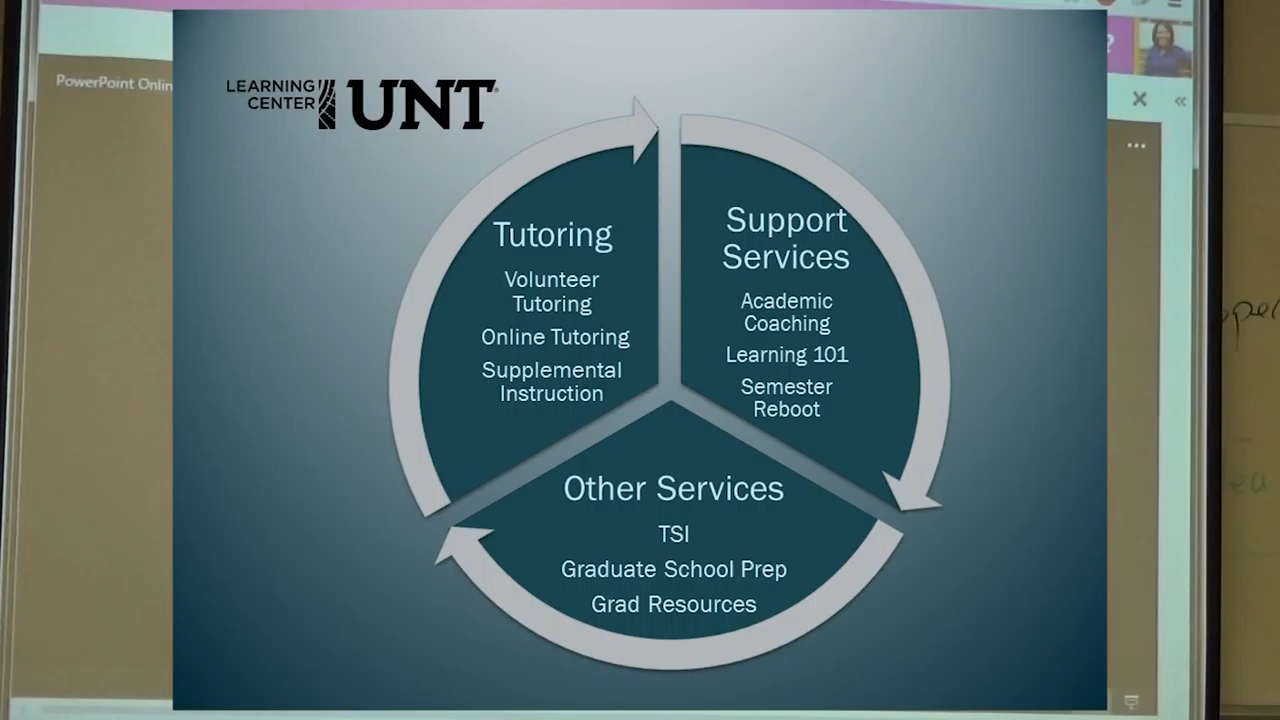 PowerPoint Onlin
LEARNING
CENTER
UNT
Tutoring
Volunteer
Tutoring
Online Tutoring
Supplemental
Instruction
Support
Services
Academic
Coaching
Learning 101
Semester
Reboot
Other Services
TSI
Graduate School Prep
Grad Resources